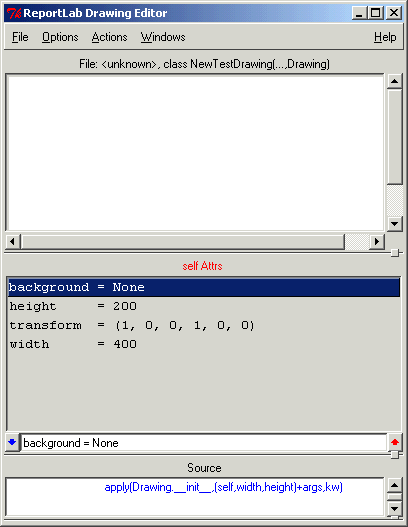 ReportLab Drawing Editor
File Options Actions Windows Help
File: <unknown>, class NewTestDrawing(...,Drawing)
self Attrs
background = None
height     = 200
transform  = (1, 0, 0, 1, 0, 0)
width      = 400
background = None
Source
apply(Drawing.__init__,(self,width,height)+args,kw)